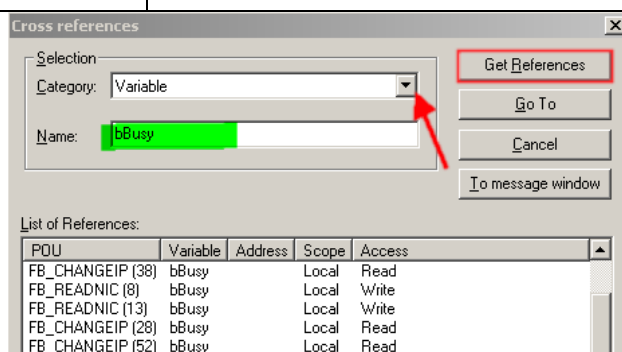 Cross references
Selection
Category: Variable
Name: bBusy
Get References
Go To
Cancel
To message window
List of References:
POU Variable Address Scope Access
FB_CHANGEIP (38) bBusy Local Read
FB_READNIC (8) bBusy Local Write
FB_READNIC (13) bBusy Local Write
FB_CHANGEIP (28) bBusy Local Read
FB_CHANGEIP (52) bBusy Local Read